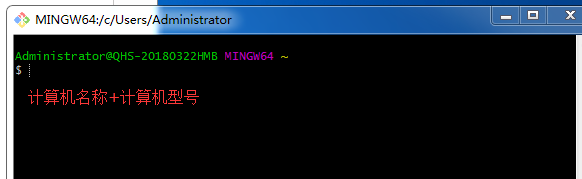 MINGW64:/c/Users/Administrator
Administrator@QHS-20180322HMB MINGW64 ~
$
计算机名称+计算机型号